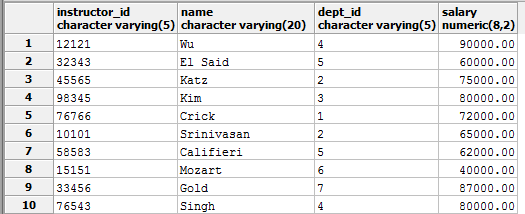 instructor_id name dept_id salary
character varying(5) character varying(20) character varying(5) numeric(8,2)
1 12121 Wu 4 90000.00
2 32343 El Said 5 60000.00
3 45565 Katz 2 75000.00
4 98345 Kim 3 80000.00
5 76766 Crick 1 72000.00
6 10101 Srinivasan 2 65000.00
7 58583 Califieri 5 62000.00
8 15151 Mozart 6 40000.00
9 33456 Gold 7 87000.00
10 76543 Singh 4 80000.00